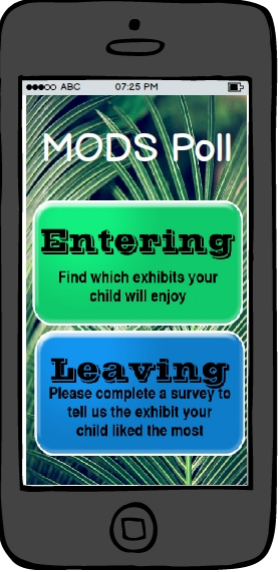 ABC 07:25 PM
MODS Poll
Entering
Find which exhibits your
child will enjoy
Leaving
Please complete a survey to
tell us the exhibit your
child liked the most